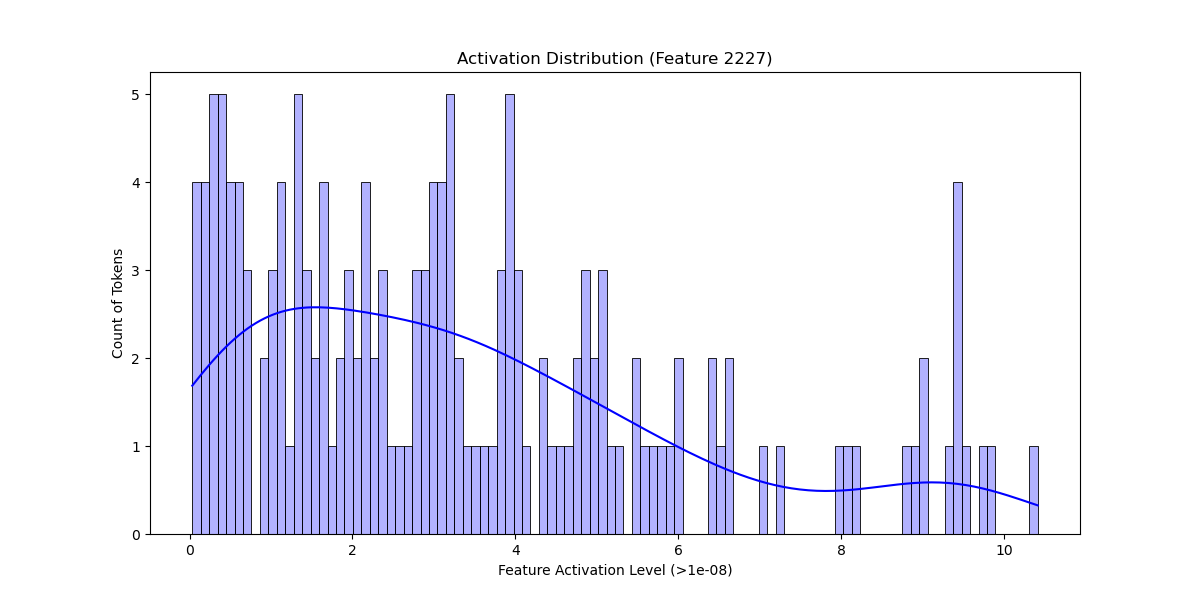 Activation Distribution (Feature 2227)
5
4
3
2
1
0
Count of Tokens
0 2 4 6 8 10
Feature Activation Level (>1e-08)